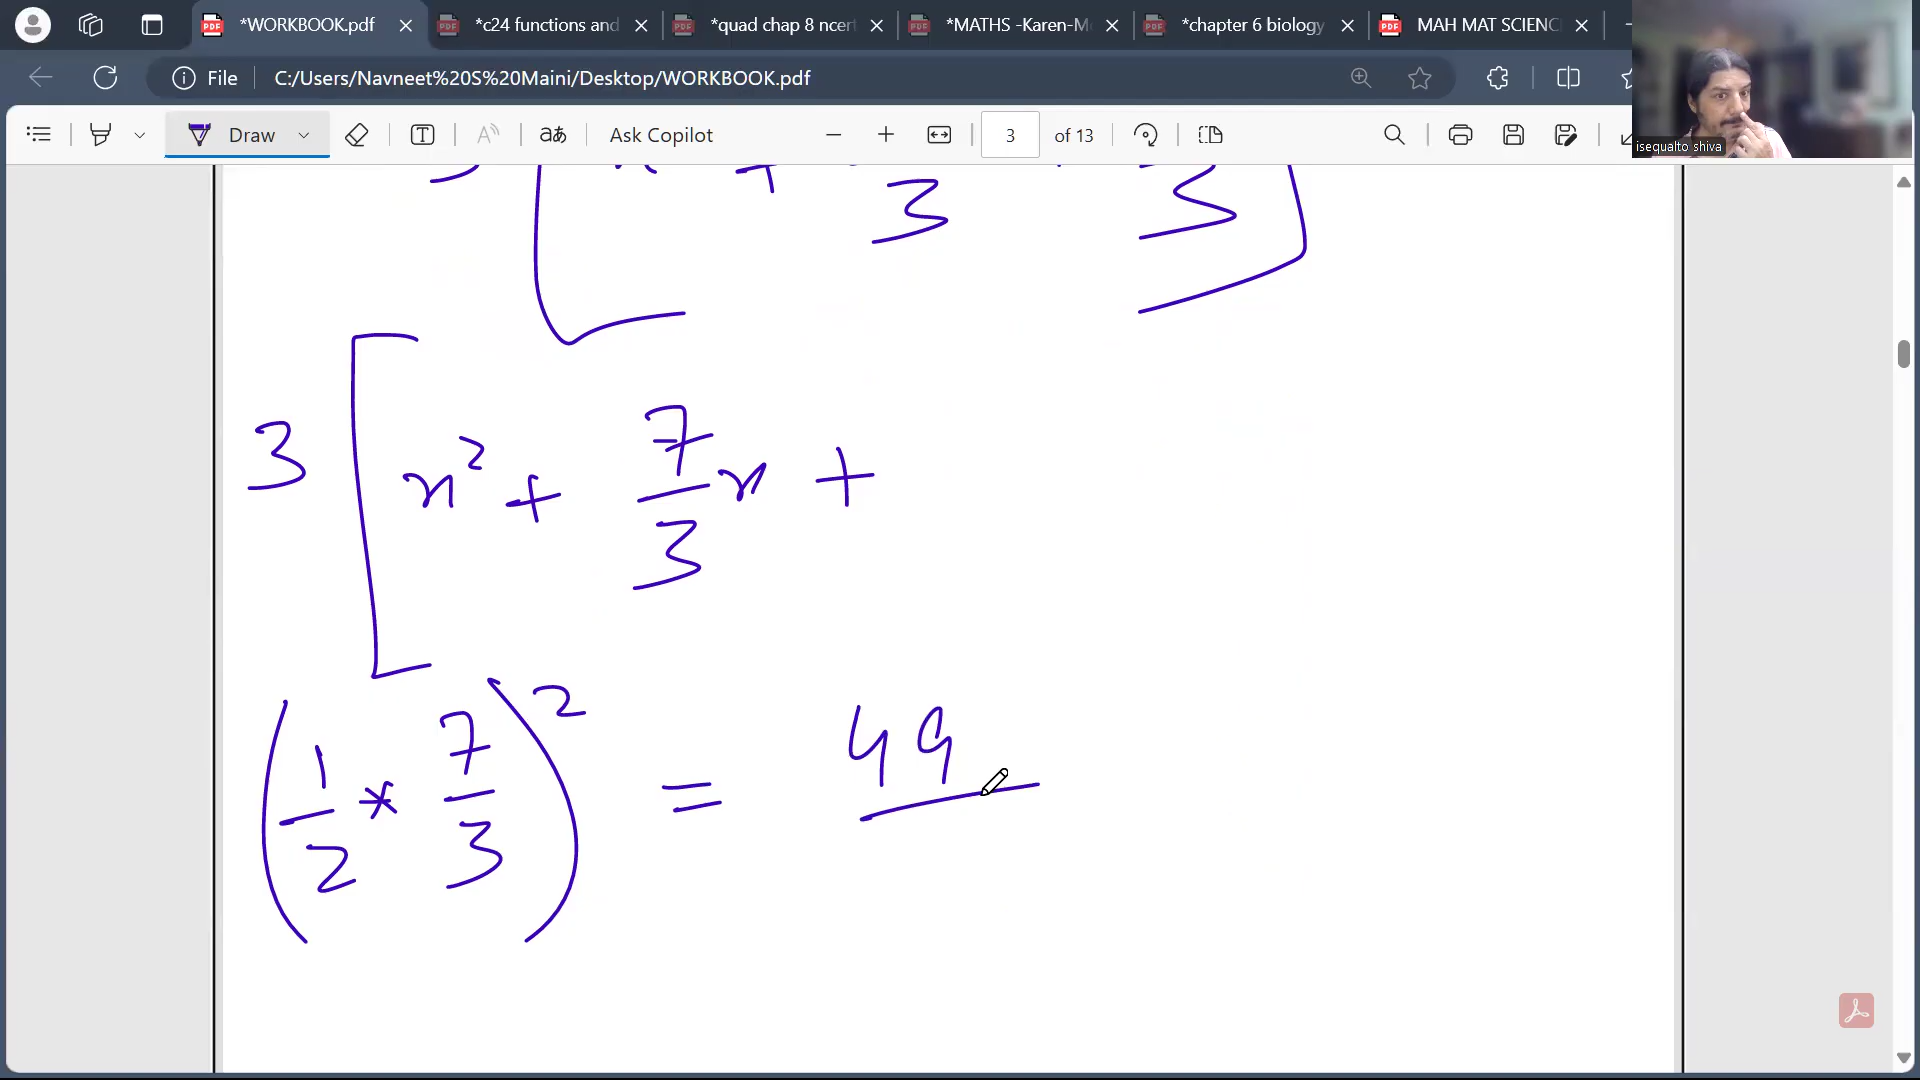 *WORKBOOK.pdf
*c24 functions and
*quad chap 8 ncert
*MATHS -Karen-M
*chapter 6 biology
MAH MAT SCIENC
File C:/Users/Navneet%20S%20Maini/Desktop/WORKBOOK.pdf
Draw
Ask Copilot
3 of 13
isequalto shiva
3 3
3 [ x² + 7/3 x +
(1/2 * 7/3)² = 49